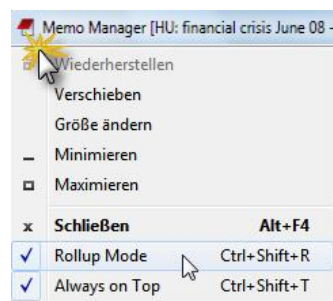 Memo Manager [HU: financial crisis June 08 -
Wiederherstellen
Verschieben
Größe ändern
Minimieren
Maximieren
x Schließen Alt+F4
✓ Rollup Mode Ctrl+Shift+R
✓ Always on Top Ctrl+Shift+T